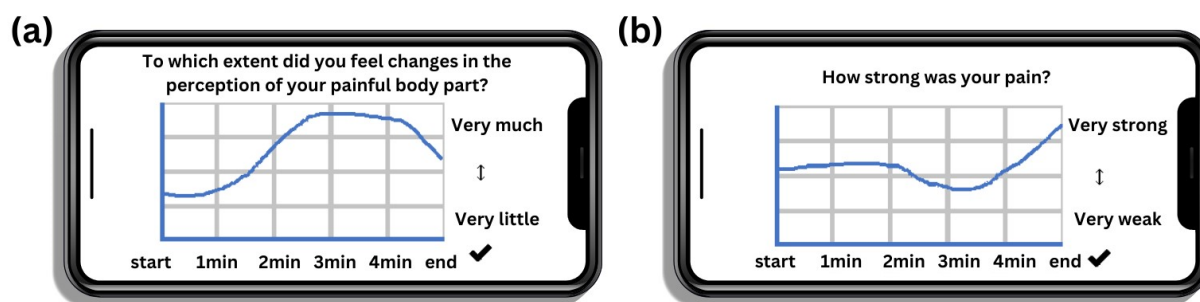 (a)
To which extent did you feel changes in the
perception of your painful body part?
Very much
Very little
start 1min 2min 3min 4min end
(b)
How strong was your pain?
Very strong
Very weak
start 1min 2min 3min 4min end